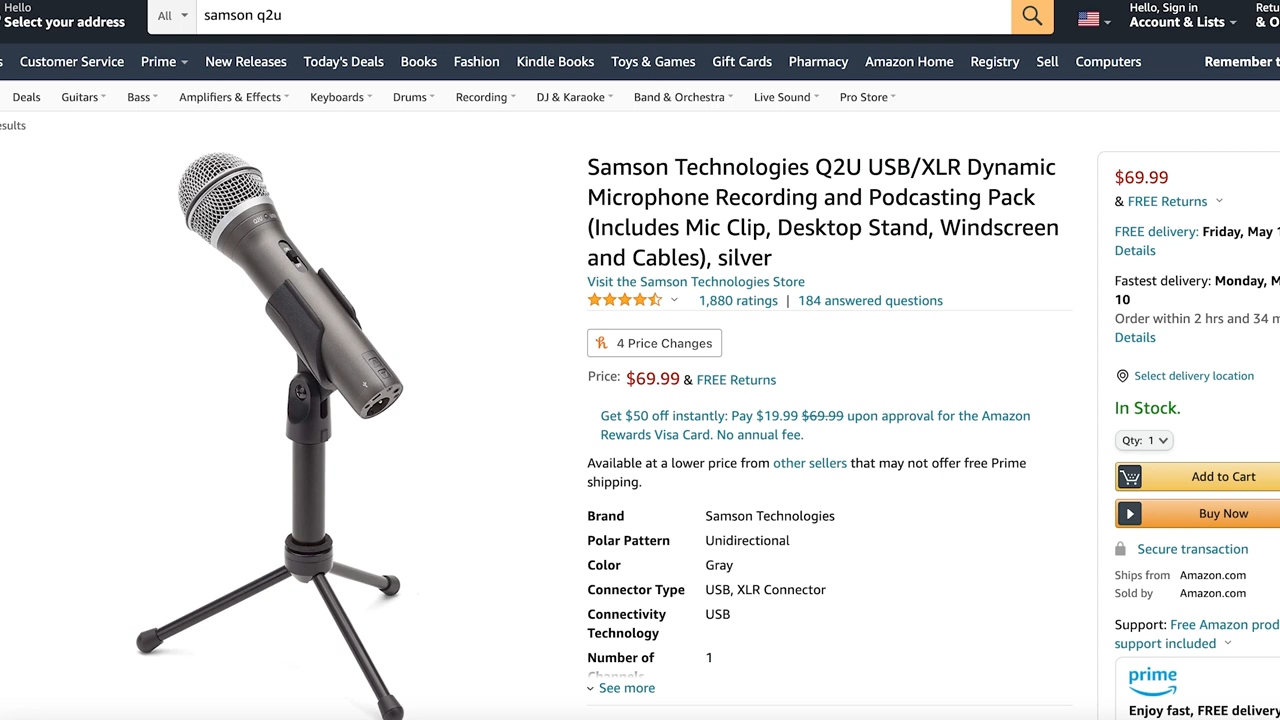 Hello
Select your address
All
samson q2u
Hello, Sign in
Account & Lists
Retu
& O
s Customer Service Prime New Releases Today's Deals Books Fashion Kindle Books Toys & Games Gift Cards Pharmacy Amazon Home Registry Sell Computers Remember t
Deals Guitars Bass Amplifiers & Effects Keyboards Drums Recording DJ & Karaoke Band & Orchestra Live Sound Pro Store
esults
Samson Technologies Q2U USB/XLR Dynamic
Microphone Recording and Podcasting Pack
(Includes Mic Clip, Desktop Stand, Windscreen
and Cables), silver
Visit the Samson Technologies Store
1,880 ratings | 184 answered questions
4 Price Changes
Price: $69.99 & FREE Returns
Get $50 off instantly: Pay $19.99 $69.99 upon approval for the Amazon
Rewards Visa Card. No annual fee.
Available at a lower price from other sellers that may not offer free Prime
shipping.
Brand Samson Technologies
Polar Pattern Unidirectional
Color Gray
Connector Type USB, XLR Connector
Connectivity
Technology
USB
Number of
Channels
1
See more
$69.99
& FREE Returns
FREE delivery: Friday, May 1
Details
Fastest delivery: Monday, M
10
Order within 2 hrs and 34 m
Details
Select delivery location
In Stock.
Qty: 1
Add to Cart
Buy Now
Secure transaction
Ships from Amazon.com
Sold by Amazon.com
Support: Free Amazon prod
support included
prime
Enjoy fast, FREE delivery